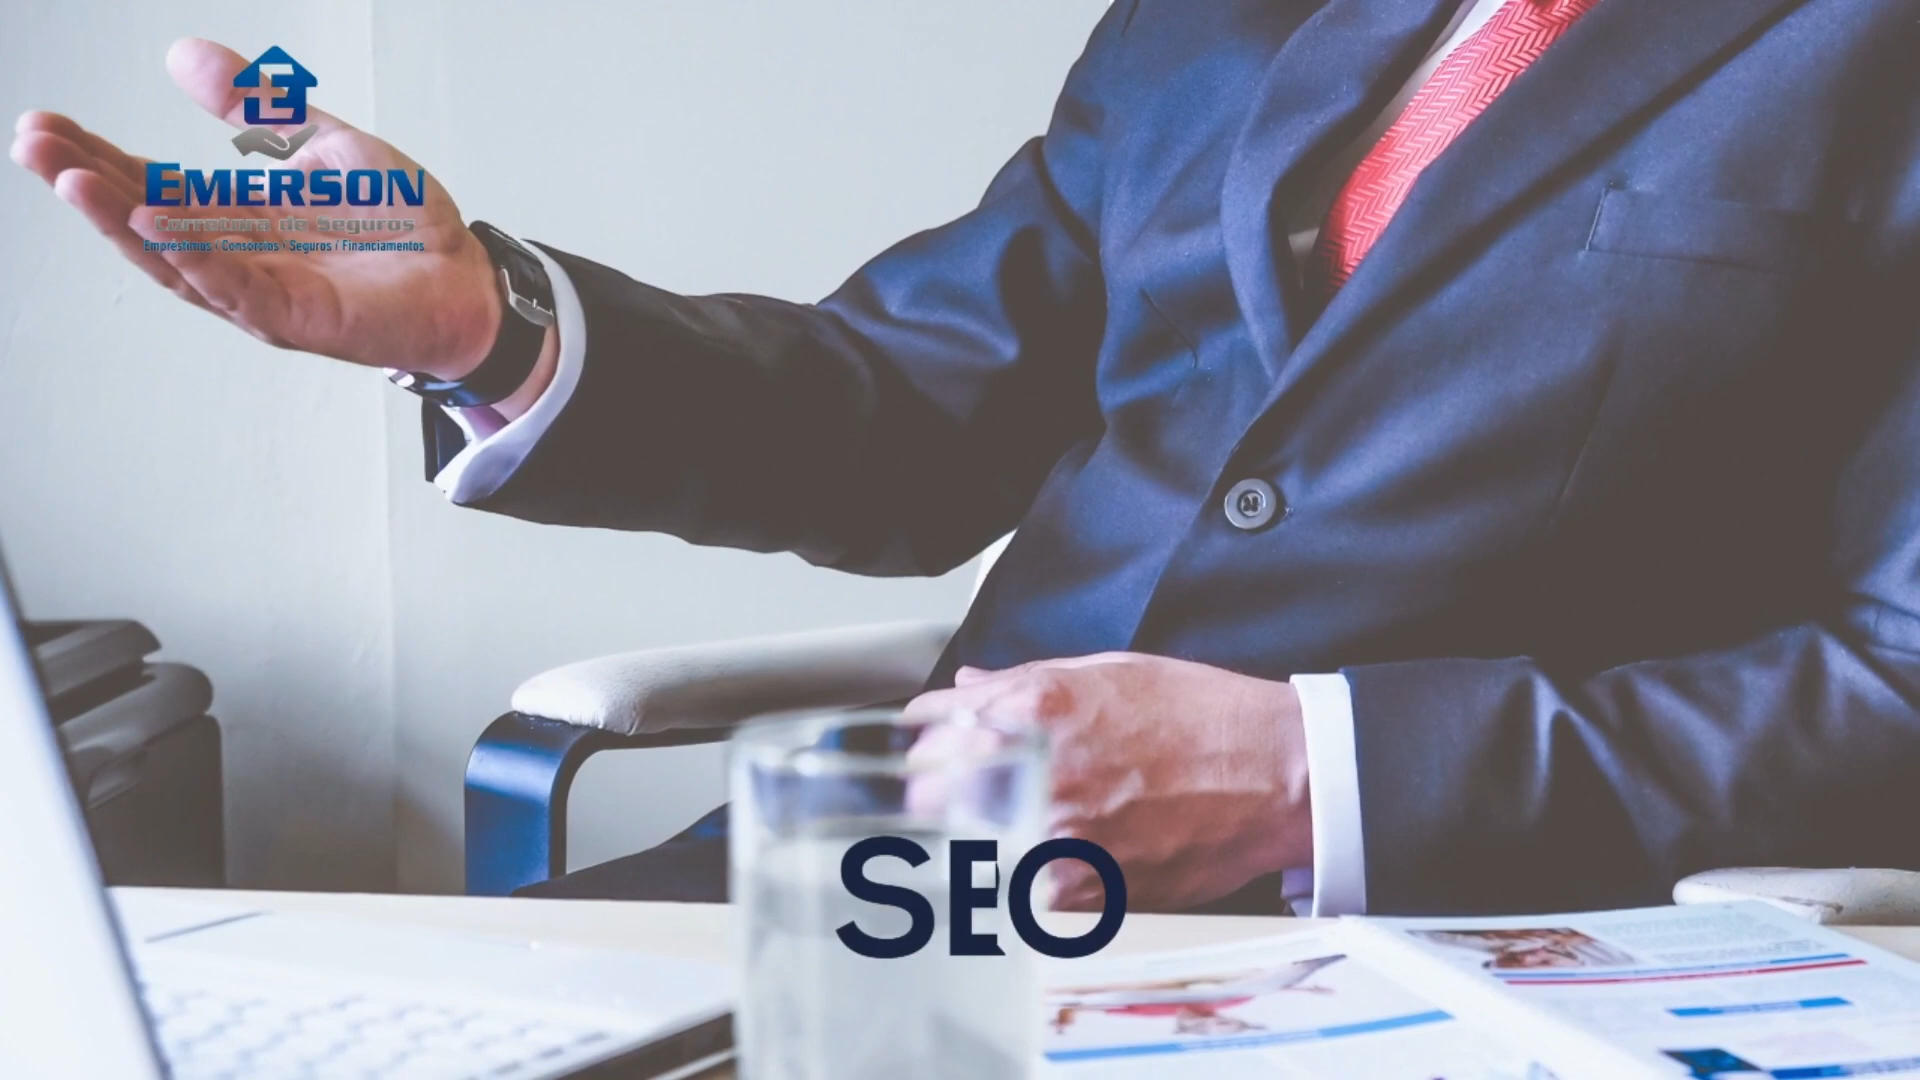 E
EMERSON
Corretora de Seguros
Empréstimos / Consórcios / Seguros / Financiamentos
SEO